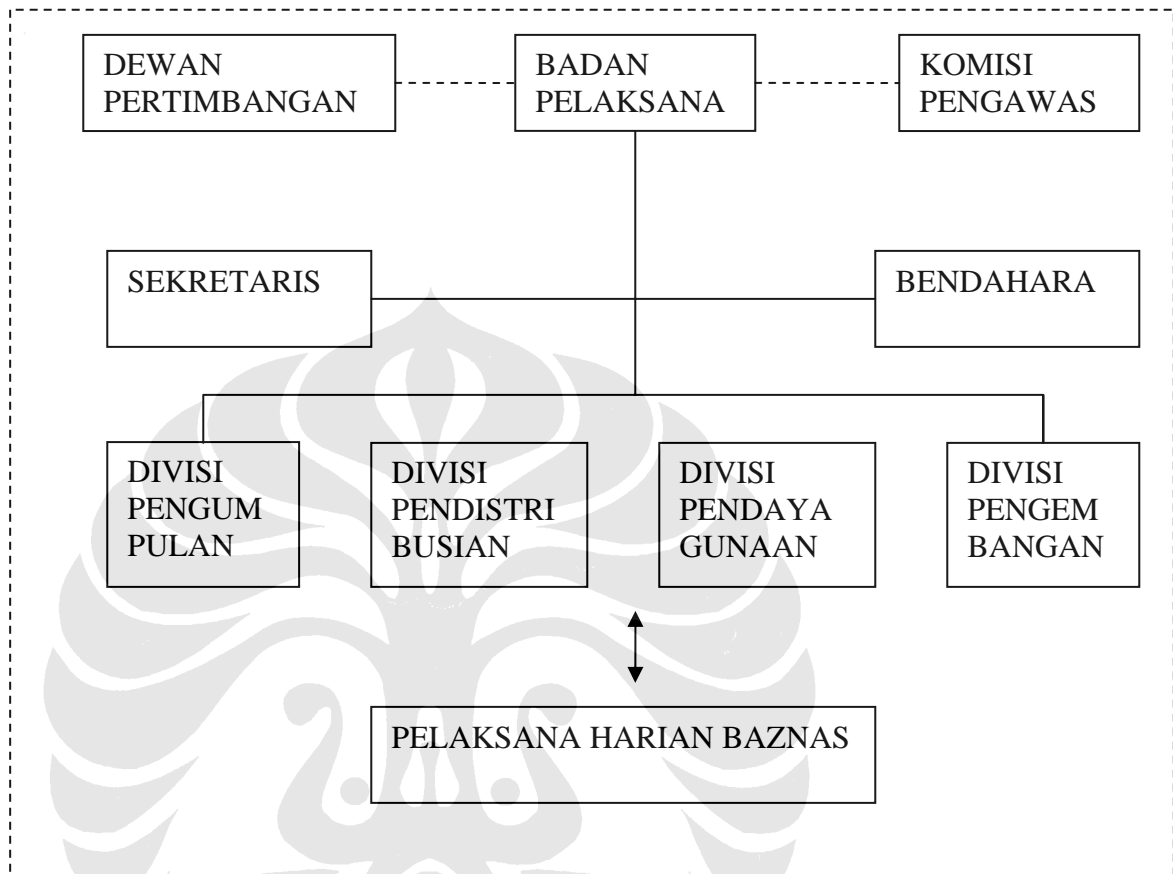 DEWAN
PERTIMBANGAN
BADAN
PELAKSANA
KOMISI
PENGAWAS
SEKRETARIS
BENDAHARA
DIVISI
PENGUM
PULAN
DIVISI
PENDISTRI
BUSIAN
DIVISI
PENDAYA
GUNAAN
DIVISI
PENGEM
BANGAN
PELAKSANA HARIAN BAZNAS